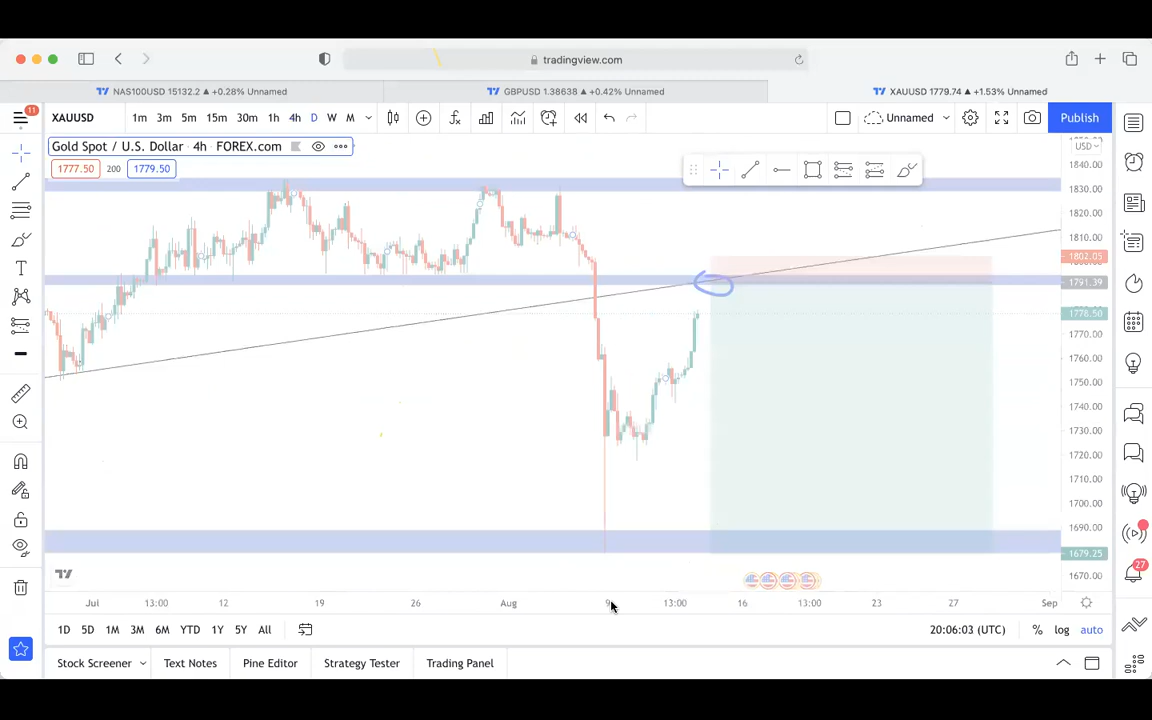 tradingview.com
NAS100USD 15132.2 ▲ +0.28% Unnamed
GBPUSD 1.38638 ▲ +0.42% Unnamed
XAUUSD 1779.74 ▲ +1.53% Unnamed
11
XAUUSD
1m 3m 5m 15m 30m 1h 4h D W M
Unnamed
Publish
Gold Spot / U.S. Dollar · 4h · FOREX.com
USD
1777.50 200 1779.50
1840.00
1830.00
1820.00
1810.00
1802.05
1791.39
1778.50
1770.00
1760.00
1750.00
1740.00
1730.00
1720.00
1710.00
1700.00
1690.00
1679.25
1670.00
27
Jul 13:00 12 19 26 Aug 9 13:00 16 13:00 23 27 Sep
1D 5D 1M 3M 6M YTD 1Y 5Y All
20:06:03 (UTC) % log auto
Stock Screener Text Notes Pine Editor Strategy Tester Trading Panel